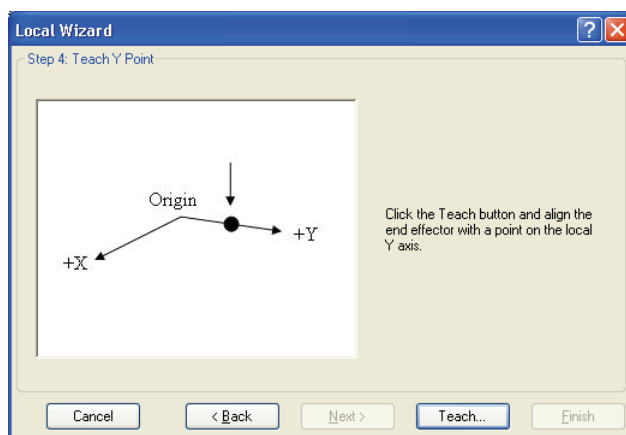 Local Wizard
Step 4: Teach Y Point
Origin
+Y
+X
Click the Teach button and align the
end effector with a point on the local
Y axis.
Cancel
< Back
Next >
Teach...
Finish